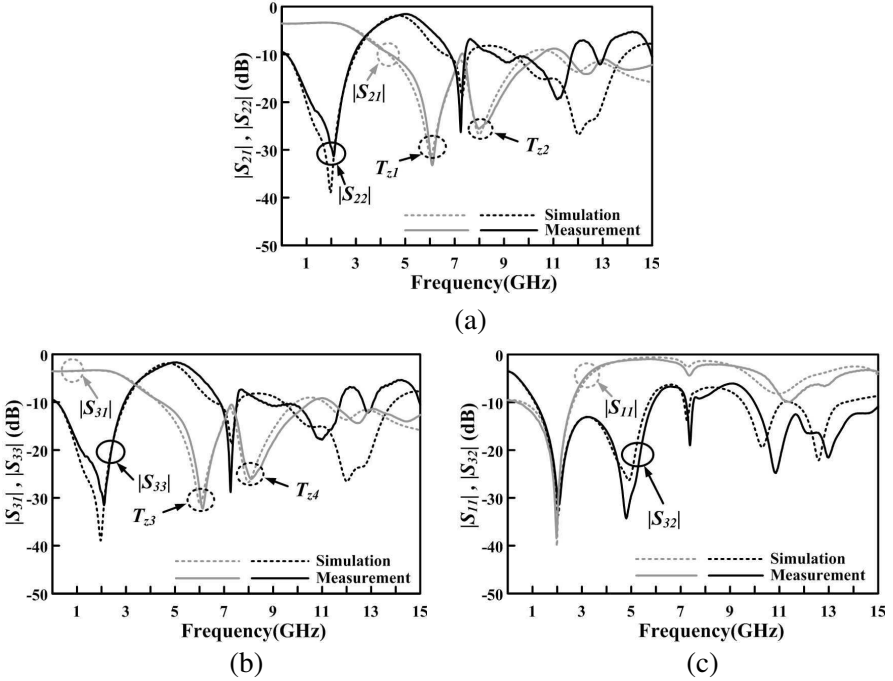 0
-10
-20
-30
-40
-50
|S21| , |S22| (dB)
|S21|
|S22|
Tz1
Tz2
Simulation
Measurement
1 3 5 7 9 11 13 15
Frequency(GHz)
(a)
0
-10
-20
-30
-40
-50
|S31| , |S33| (dB)
|S31|
|S33|
Tz3
Tz4
Simulation
Measurement
1 3 5 7 9 11 13 15
Frequency(GHz)
(b)
0
-10
-20
-30
-40
-50
|S11| , |S32| (dB)
|S11|
|S32|
Simulation
Measurement
1 3 5 7 9 11 13 15
Frequency(GHz)
(c)